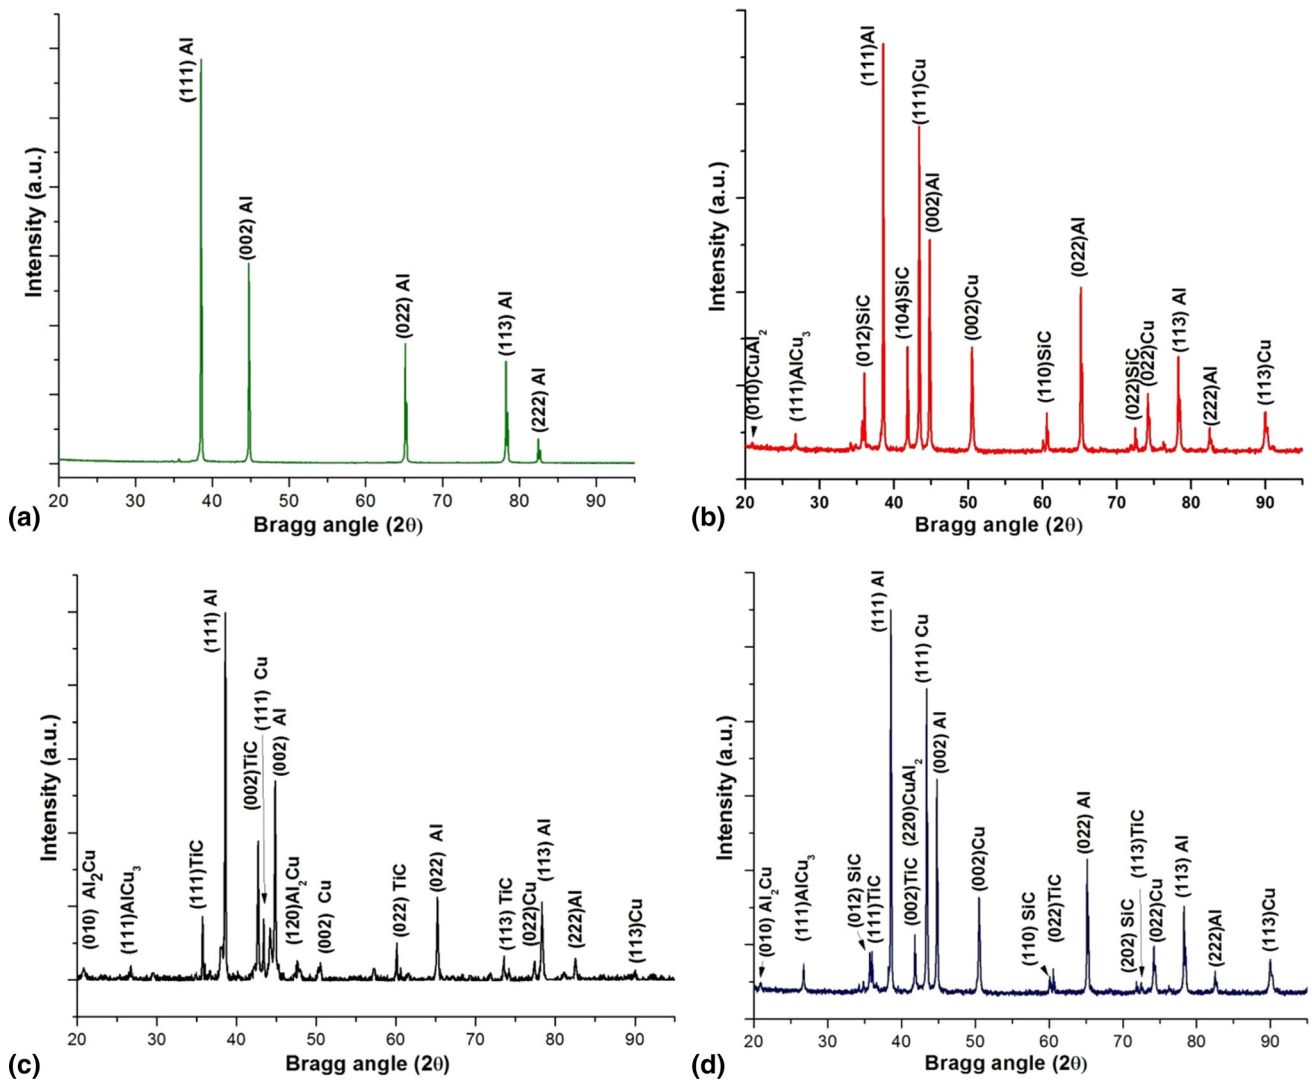 (111) Al
(002) Al
(022) Al
(113) Al
(222) Al
Intensity (a.u.)
20 30 40 50 60 70 80 90
Bragg angle (2θ)
(a)
(010)CuAl2
(111)AlCu3
(012)SiC
(111)Al
(104)SiC
(111)Cu
(002)Al
(002)Cu
(110)SiC
(022)Al
(022)SiC
(022)Cu
(113) Al
(222)Al
(113)Cu
Intensity (a.u.)
20 30 40 50 60 70 80 90
Bragg angle (2θ)
(b)
(010) Al2Cu
(111)AlCu3
(111)TiC
(111) Al
(002)TiC
(111) Cu
(002) Al
(120)Al2Cu
(002) Cu
(022) TiC
(022) Al
(113) TiC
(022)Cu
(113) Al
(222)Al
(113)Cu
Intensity (a.u.)
20 30 40 50 60 70 80 90
Bragg angle (2θ)
(c)
(010) Al2Cu
(111)AlCu3
(012) SiC
(111)TiC
(111) Al
(002)TiC
(220)CuAl2
(111) Cu
(002) Al
(002)Cu
(110) SiC
(022)TiC
(022) Al
(202) SiC
(113)TiC
(022)Cu
(113) Al
(222)Al
(113)Cu
Intensity (a.u.)
20 30 40 50 60 70 80 90
Bragg angle (2θ)
(d)